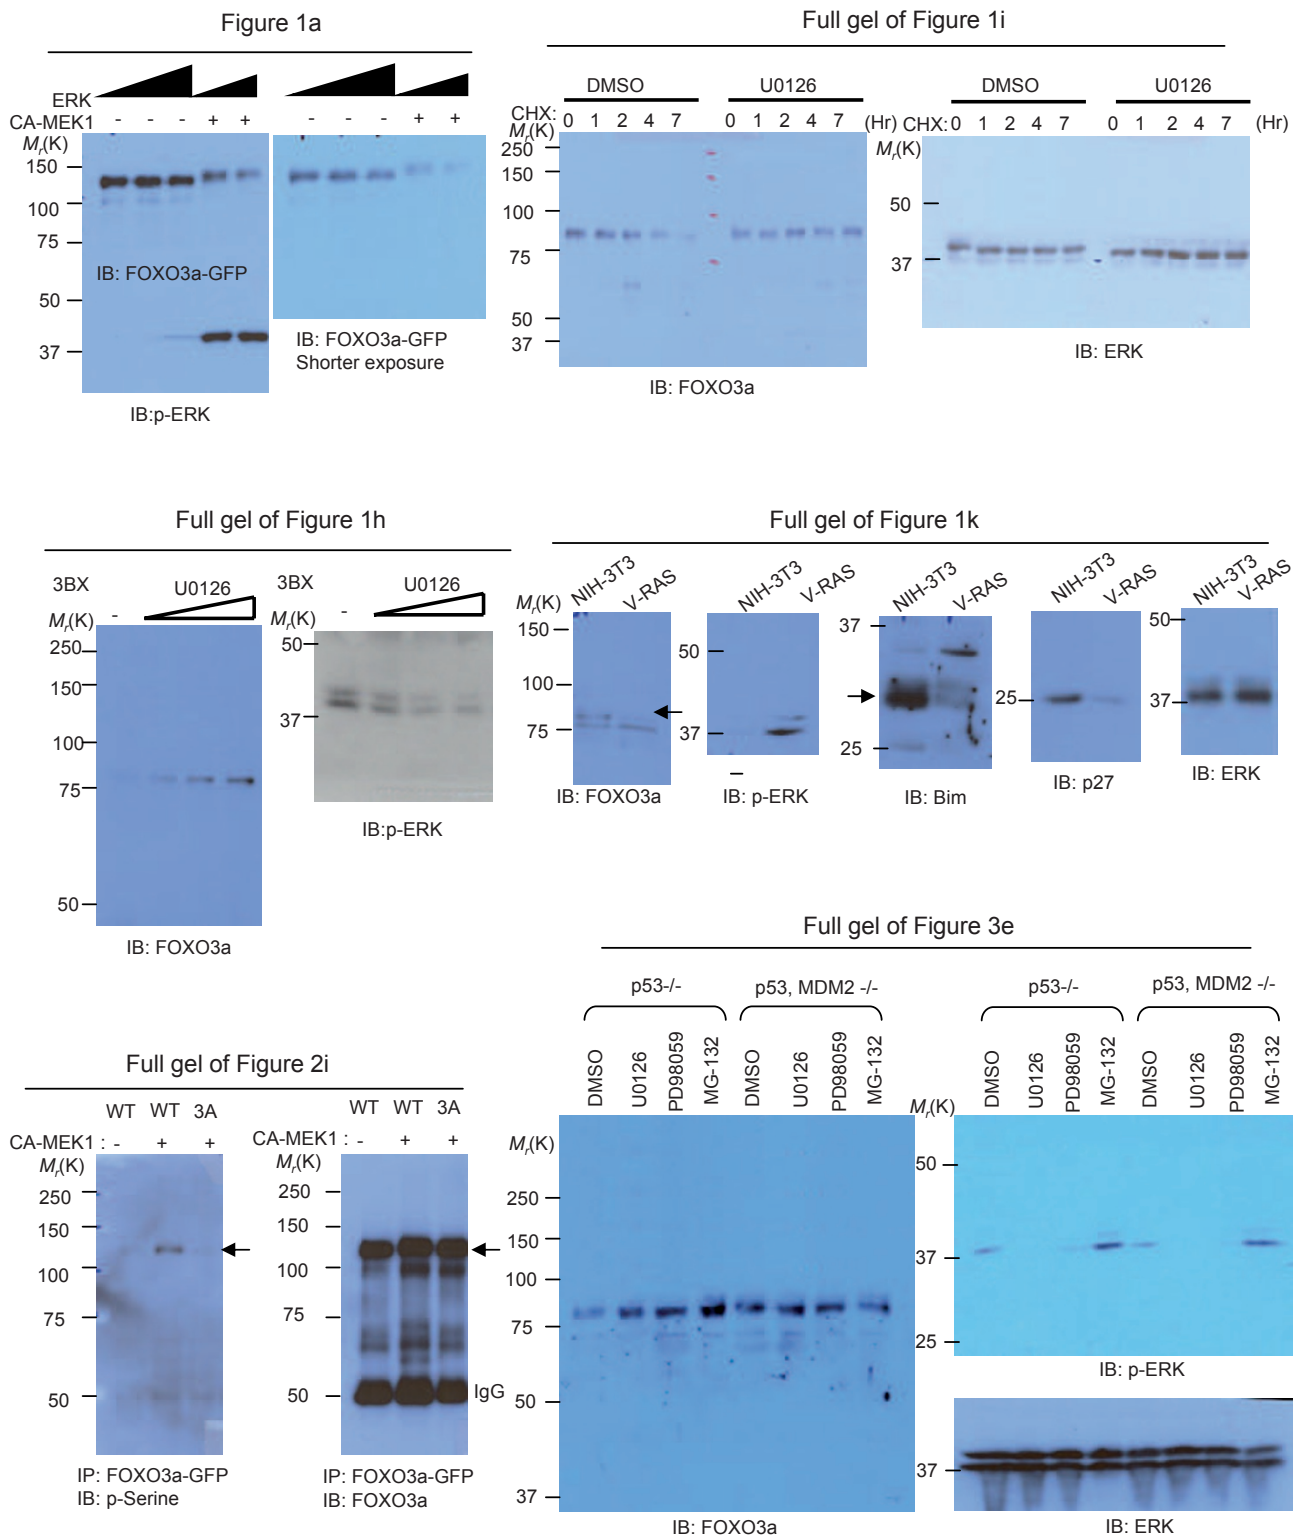 Figure 1a
ERK
CA-MEK1 - - - + + - - - + +
Mr(K)
150
100
75
50
37
IB: FOXO3a-GFP
IB:p-ERK
IB: FOXO3a-GFP
Shorter exposure
Full gel of Figure 1i
DMSO U0126
CHX: 0 1 2 4 7 0 1 2 4 7 (Hr)
Mr(K)
250
150
100
75
50
37
IB: FOXO3a
DMSO U0126
CHX: 0 1 2 4 7 0 1 2 4 7 (Hr)
Mr(K)
50
37
IB: ERK
Full gel of Figure 1h
3BX U0126
Mr(K) -
250
150
100
75
50
IB: FOXO3a
3BX U0126
Mr(K) -
50
37
IB:p-ERK
Full gel of Figure 1k
NIH-3T3 V-RAS
Mr(K)
150
100
75
IB: FOXO3a
NIH-3T3 V-RAS
50
37
IB: p-ERK
NIH-3T3 V-RAS
37
25
IB: Bim
NIH-3T3 V-RAS
25
IB: p27
NIH-3T3 V-RAS
50
37
IB: ERK
Full gel of Figure 2i
WT WT 3A
CA-MEK1 : - + +
Mr(K)
250
150
100
75
50
IP: FOXO3a-GFP
IB: p-Serine
WT WT 3A
CA-MEK1 : - + +
Mr(K)
250
150
100
75
50
IgG
IP: FOXO3a-GFP
IB: FOXO3a
Full gel of Figure 3e
p53-/- p53, MDM2 -/-
DMSO U0126 PD98059 MG-132 DMSO U0126 PD98059 MG-132
Mr(K)
250
150
100
75
50
37
IB: FOXO3a
p53-/- p53, MDM2 -/-
DMSO U0126 PD98059 MG-132 DMSO U0126 PD98059 MG-132
Mr(K)
50
37
25
IB: p-ERK
37
IB: ERK